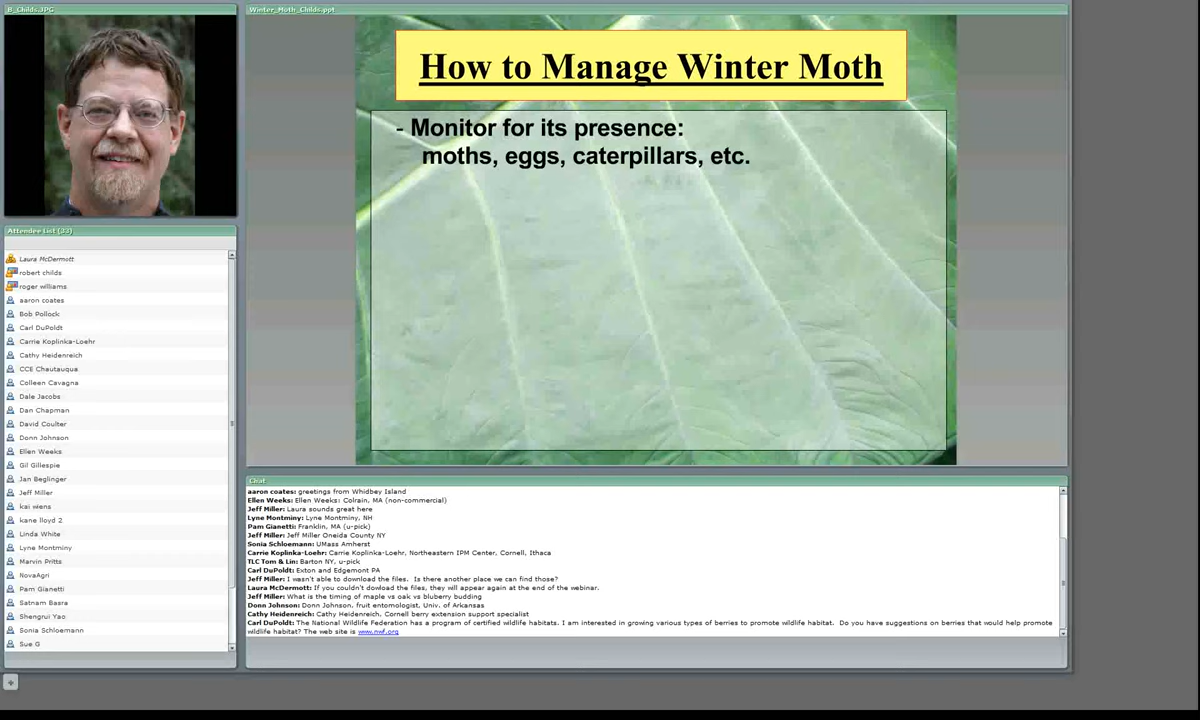 B_Childs.JPG
Winter_Moth_Childs.ppt
How to Manage Winter Moth
- Monitor for its presence:
moths, eggs, caterpillars, etc.
Attendee List (33)
Laura McDermott
robert childs
roger williams
aaron coates
Bob Pollock
Carl DuPoldt
Carrie Koplinka-Loehr
Cathy Heidenreich
CCE Chautauqua
Colleen Cavagna
Dale Jacobs
Dan Chapman
David Coulter
Donn Johnson
Ellen Weeks
Gil Gillespie
Jan Beglinger
Jeff Miller
kai wiens
kane lloyd 2
Linda White
Lyne Montminy
Marvin Pritts
NovaAgri
Pam Gianetti
Satnam Basra
Shengrui Yao
Sonia Schloemann
Sue G
Chat
aaron coates: greetings from Whidbey Island
Ellen Weeks: Ellen Weeks: Colrain, MA (non-commercial)
Jeff Miller: Laura sounds great here
Lyne Montminy: Lyne Montminy, NH
Pam Gianetti: Franklin, MA (u-pick)
Jeff Miller: Jeff Miller Oneida County NY
Sonia Schloemann: UMass Amherst
Carrie Koplinka-Loehr: Carrie Koplinka-Loehr, Northeastern IPM Center, Cornell, Ithaca
TLC Tom & Lin: Barton NY, u-pick
Carl DuPoldt: Exton and Edgemont PA
Jeff Miller: I wasn't able to download the files. Is there another place we can find those?
Laura McDermott: If you couldn't dowload the files, they will appear again at the end of the webinar.
Jeff Miller: What is the timing of maple vs oak vs bluberry budding
Donn Johnson: Donn Johnson, fruit entomologist, Univ. of Arkansas
Cathy Heidenreich: Cathy Heidenreich, Cornell berry extension support specialist
Carl DuPoldt: The National Wildlife Federation has a program of certified wildlife habitats. I am interested in growing various types of berries to promote wildlife habitat. Do you have suggestions on berries that would help promote
wildlife habitat? The web site is www.nwf.org